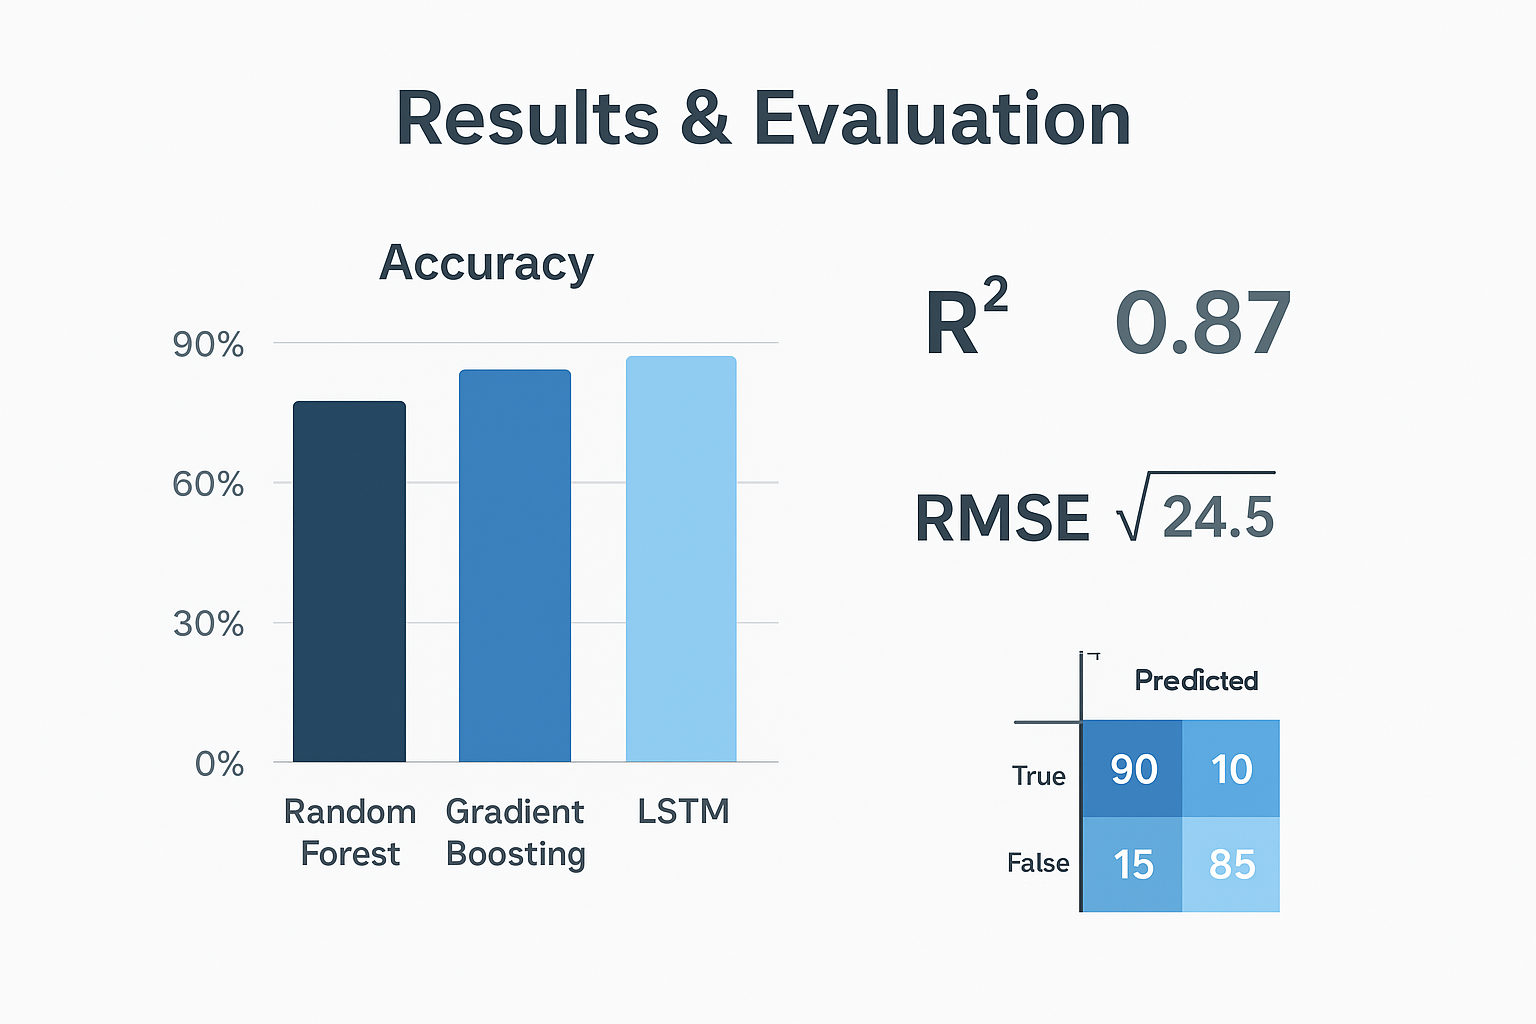 Results & Evaluation
Accuracy
90%
60%
30%
0%
Random Forest
Gradient Boosting
LSTM
R² 0.87
RMSE √24.5
Predicted
True 90 10
False 15 85